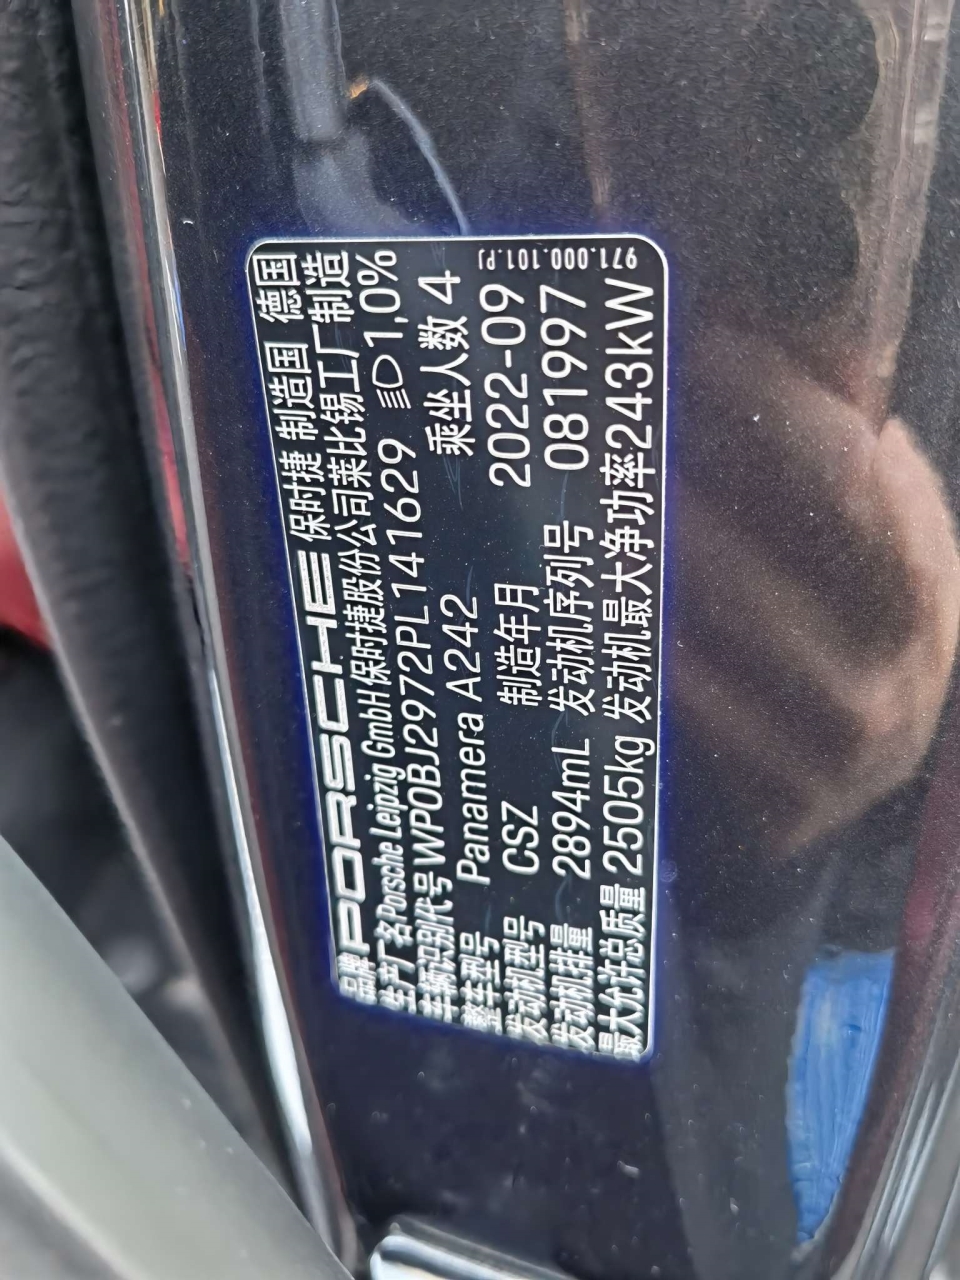 品牌 PORSCHE 保时捷 制造国 德国
生产厂名 Porsche Leipzig GmbH 保时捷股份公司莱比锡工厂制造
车辆识别代号 WP0BJ2972PL141629 1,0%
整车型号 Panamera A242 乘坐人数 4
发动机型号 CSZ 制造年月 2022-09
发动机排量 2894mL 发动机序列号 081997
最大允许总质量 2505kg 发动机最大净功率 243kW
971.000.101.PJ